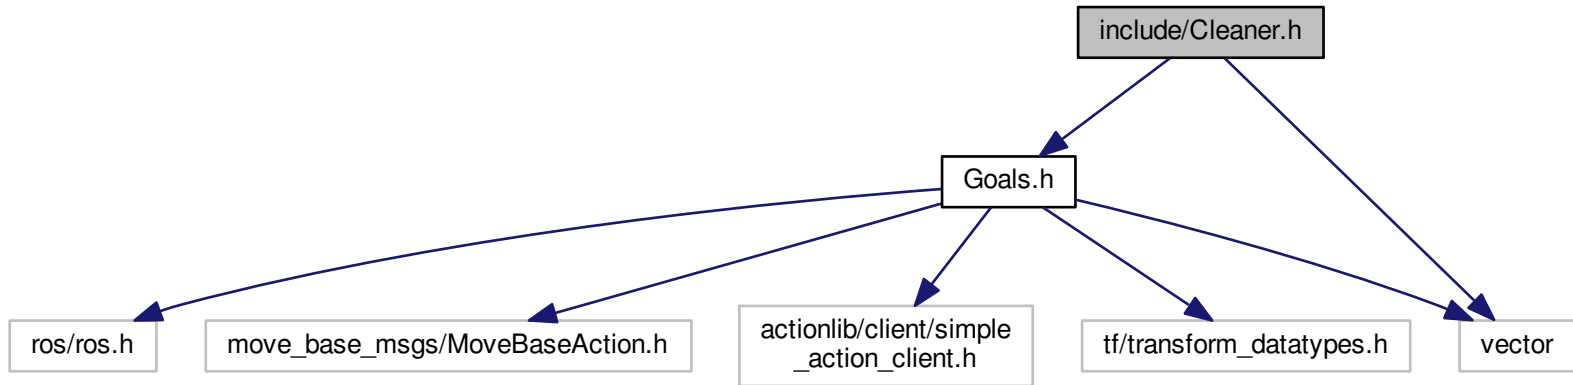 include/Cleaner.h
Goals.h
ros/ros.h
move_base_msgs/MoveBaseAction.h
actionlib/client/simple
_action_client.h
tf/transform_datatypes.h
vector